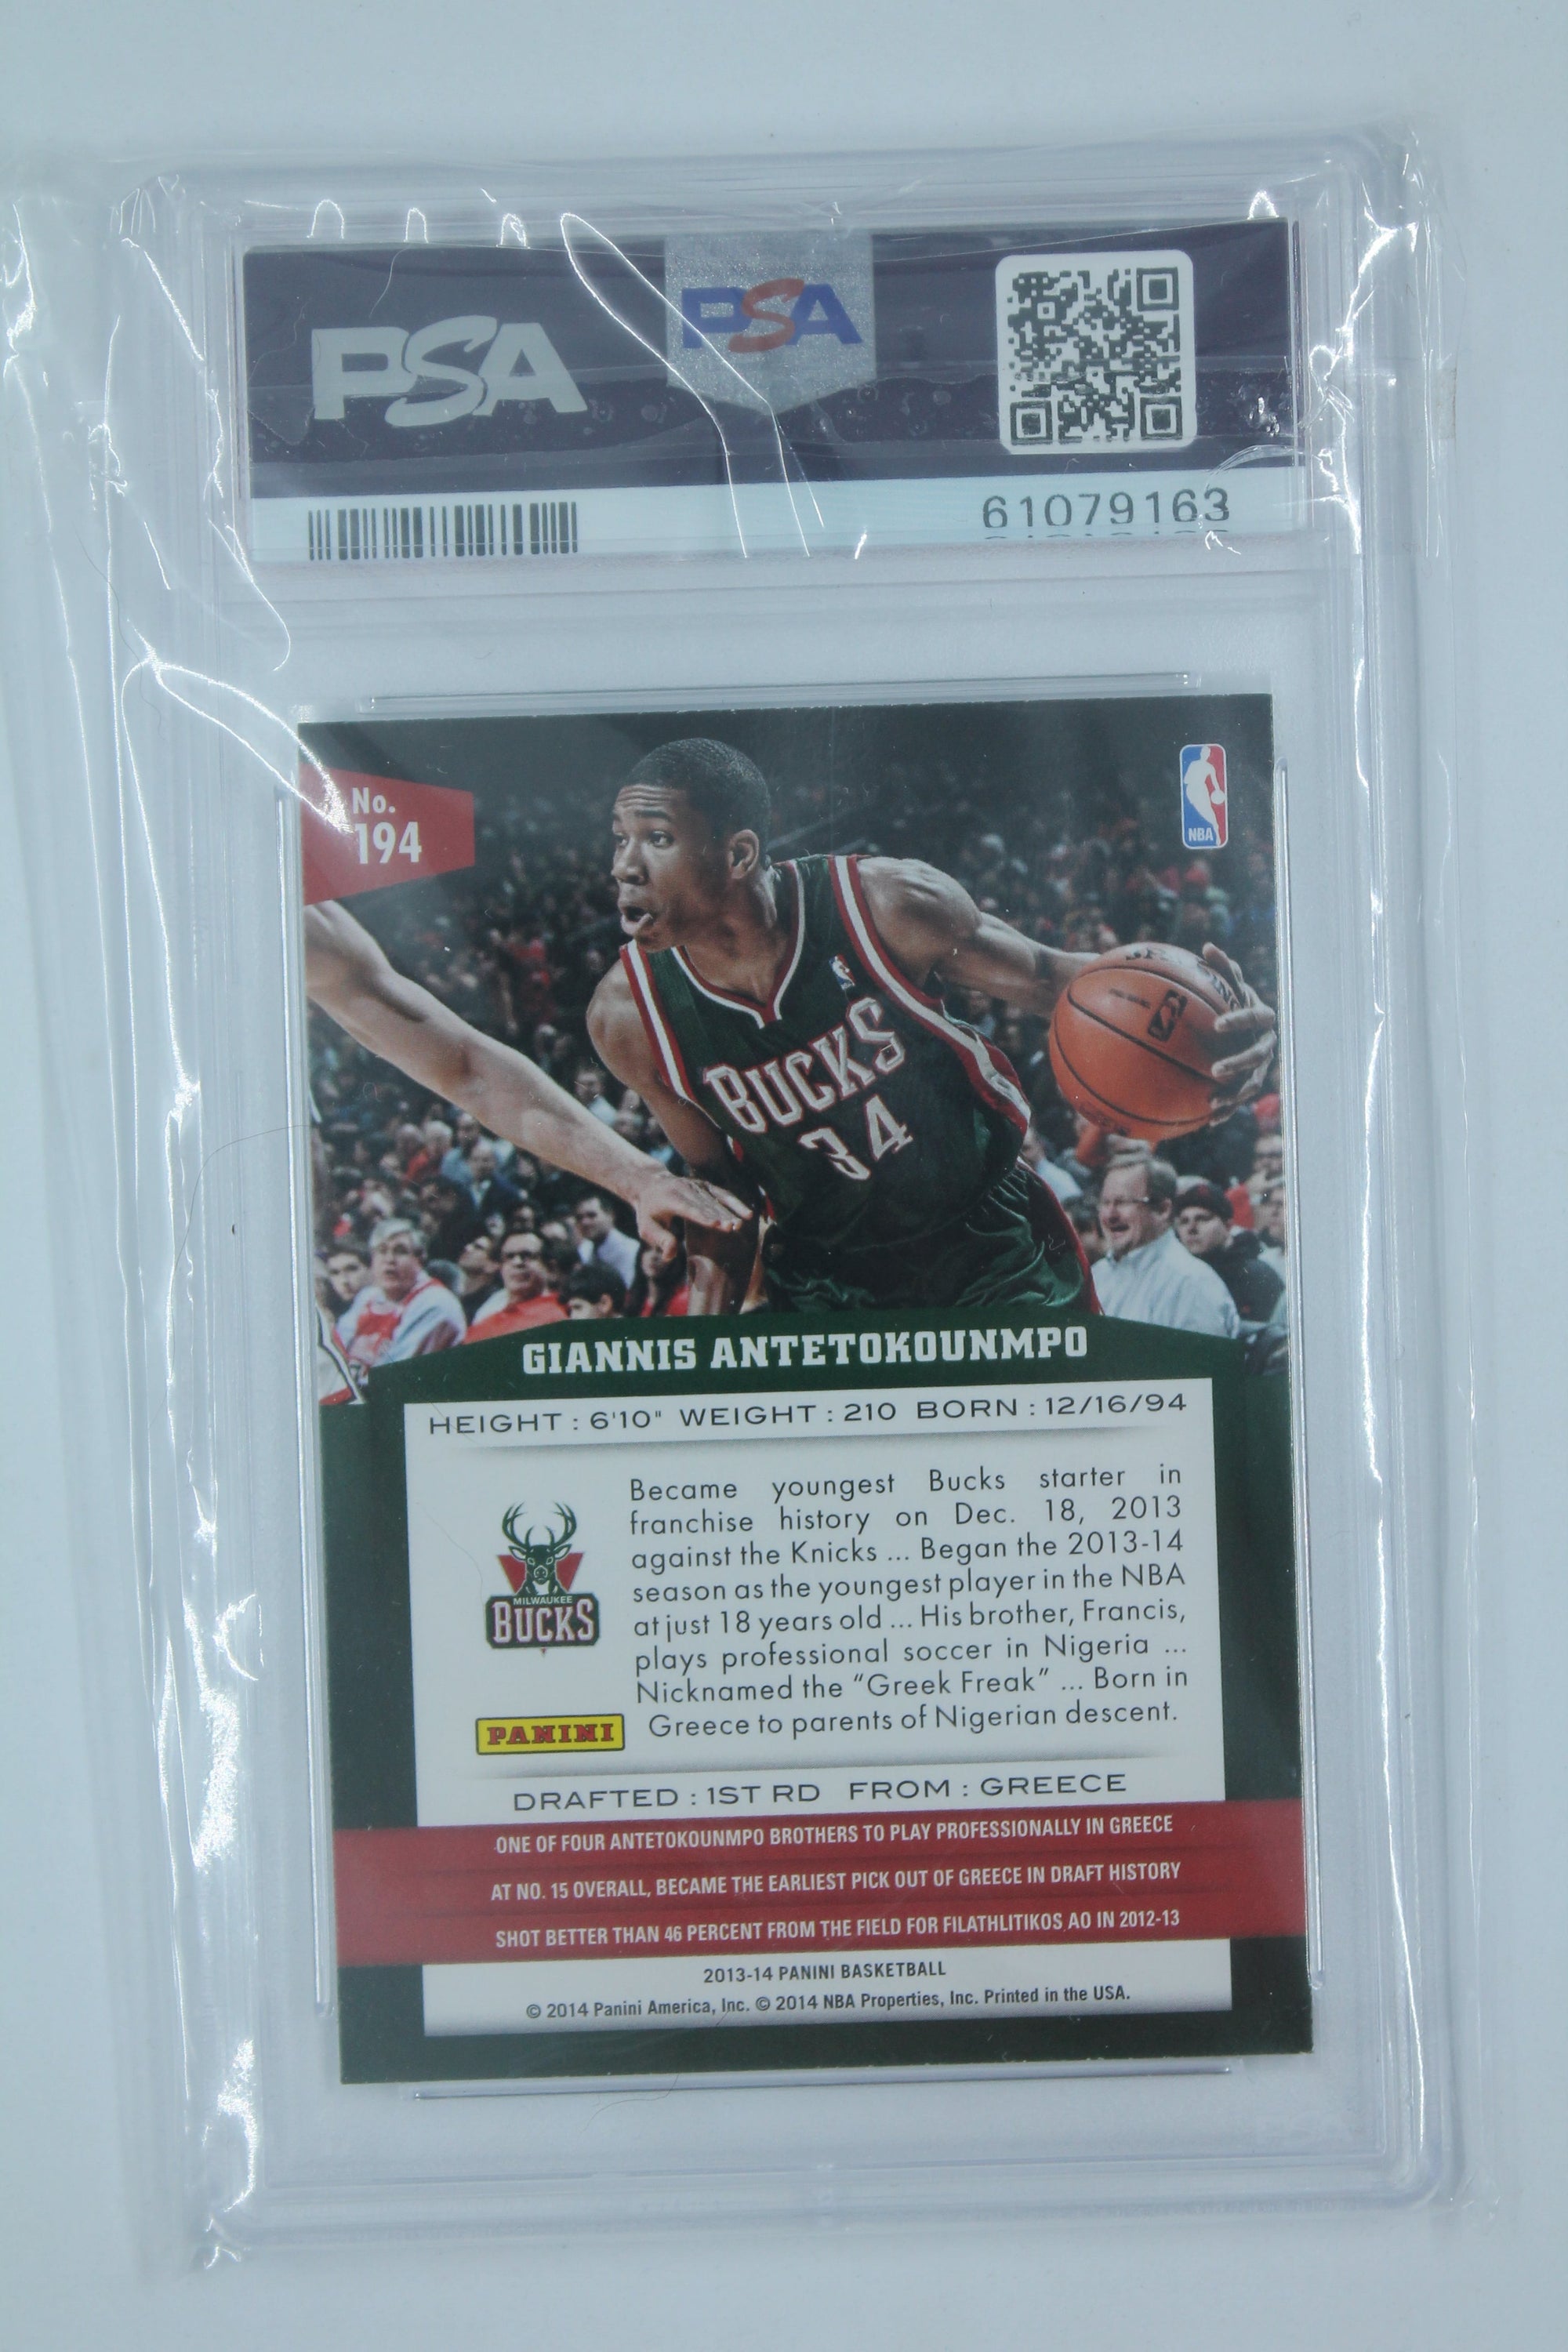 PSA
PSA
61079163
No.
194
NBA
BUCKS
34
GIANNIS ANTETOKOUNMPO
HEIGHT : 6'10" WEIGHT : 210 BORN : 12/16/94
Became youngest Bucks starter in
franchise history on Dec. 18, 2013
against the Knicks ... Began the 2013-14
season as the youngest player in the NBA
at just 18 years old ... His brother, Francis,
plays professional soccer in Nigeria ...
Nicknamed the "Greek Freak" ... Born in
Greece to parents of Nigerian descent.
MILWAUKEE
BUCKS
PANINI
DRAFTED : 1ST RD FROM : GREECE
ONE OF FOUR ANTETOKOUNMPO BROTHERS TO PLAY PROFESSIONALLY IN GREECE
AT NO. 15 OVERALL, BECAME THE EARLIEST PICK OUT OF GREECE IN DRAFT HISTORY
SHOT BETTER THAN 46 PERCENT FROM THE FIELD FOR FILATHLITIKOS AO IN 2012-13
2013-14 PANINI BASKETBALL
© 2014 Panini America, Inc. © 2014 NBA Properties, Inc. Printed in the USA.